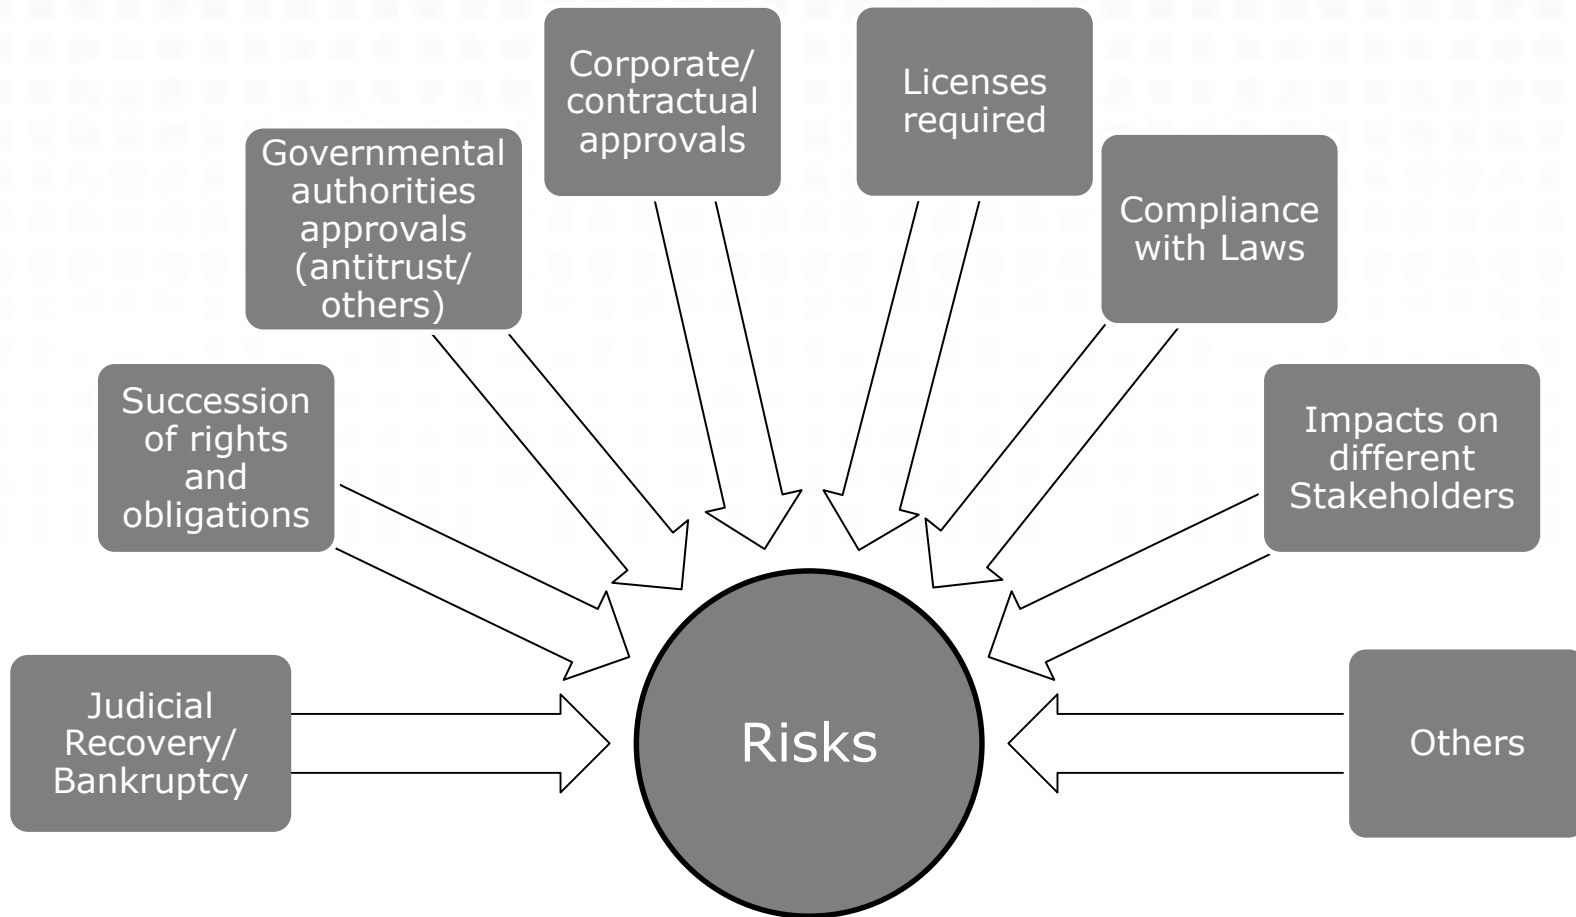 Corporate/
contractual
approvals
Licenses
required
Governmental
authorities
approvals
(antitrust/
others)
Compliance
with Laws
Succession
of rights
and
obligations
Impacts on
different
Stakeholders
Judicial
Recovery/
Bankruptcy
Risks
Others